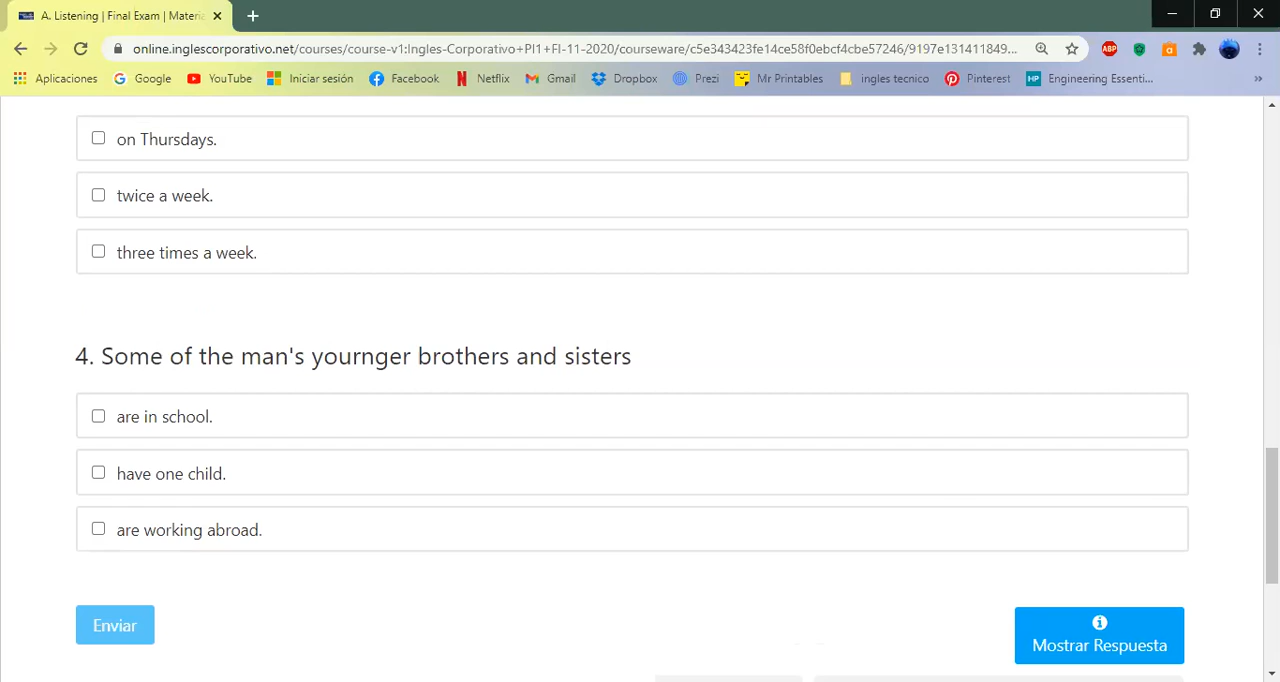 A. Listening | Final Exam | Materia
online.inglescorporativo.net/courses/course-v1:Ingles-Corporativo+PI1+FI-11-2020/courseware/c5e343423fe14ce58f0ebcf4cbe57246/9197e131411849...
ABP
Aplicaciones Google YouTube Iniciar sesión Facebook Netflix Gmail Dropbox Prezi Mr Printables ingles tecnico Pinterest HP Engineering Essenti... »
on Thursdays.
twice a week.
three times a week.
4. Some of the man's yournger brothers and sisters
are in school.
have one child.
are working abroad.
Enviar
Mostrar Respuesta